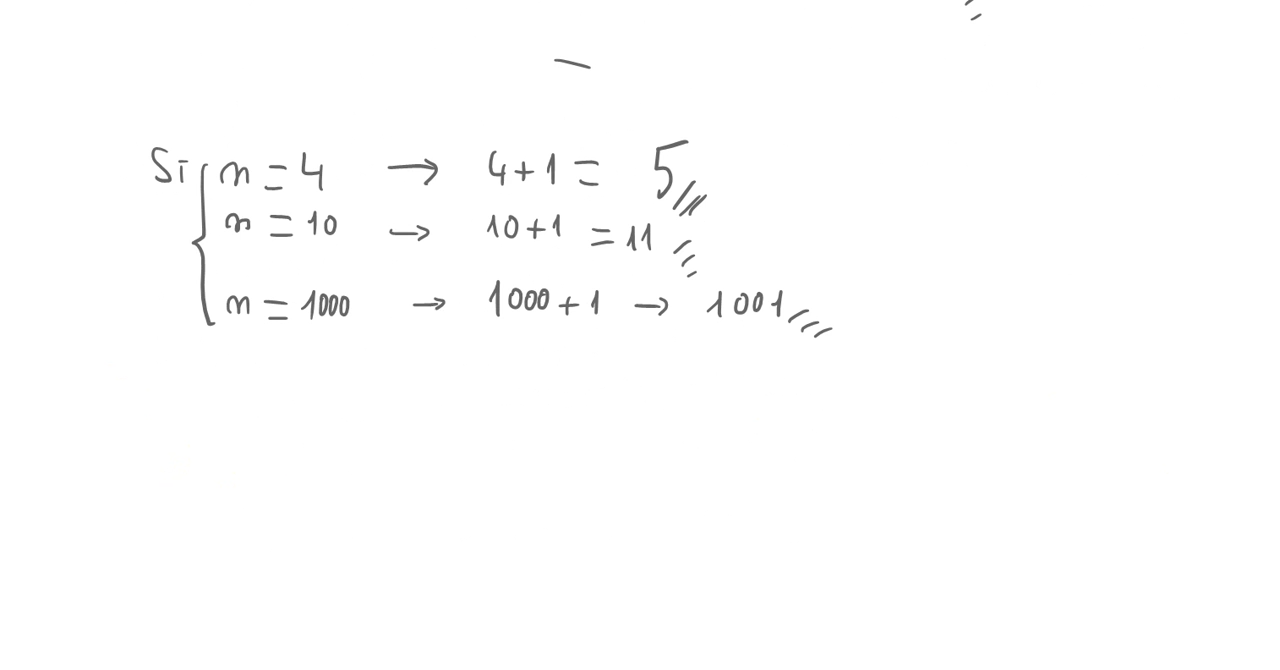 Si { n = 4 → 4+1 = 5
n = 10 → 10+1 = 11
n = 1000 → 1000+1 → 1001